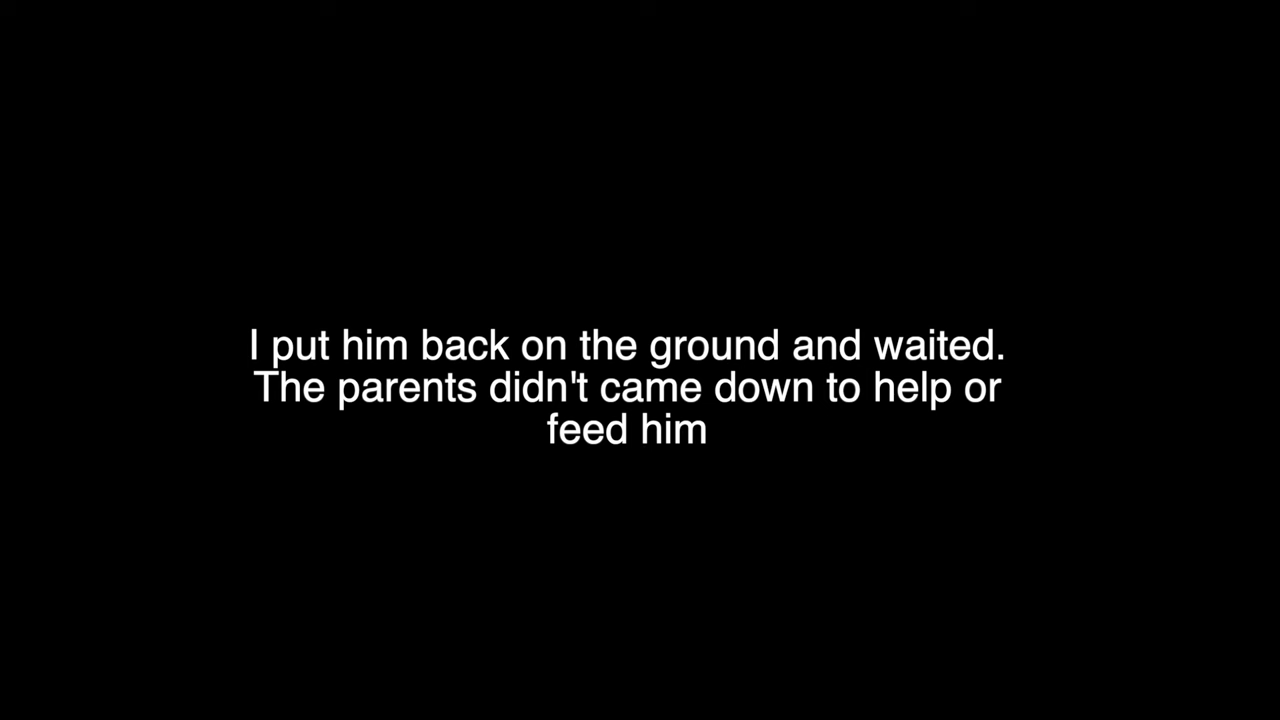 I put him back on the ground and waited.
The parents didn't came down to help or
feed him